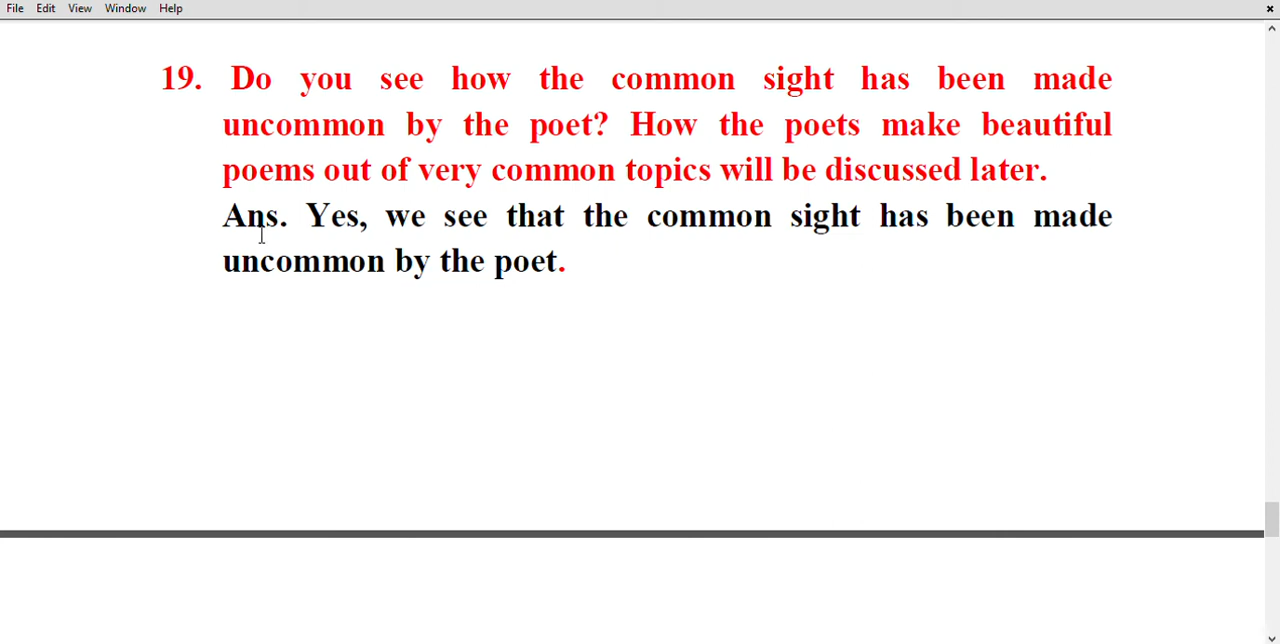 File Edit View Window Help ×
19. Do you see how the common sight has been made
uncommon by the poet? How the poets make beautiful
poems out of very common topics will be discussed later.
Ans. Yes, we see that the common sight has been made
uncommon by the poet.